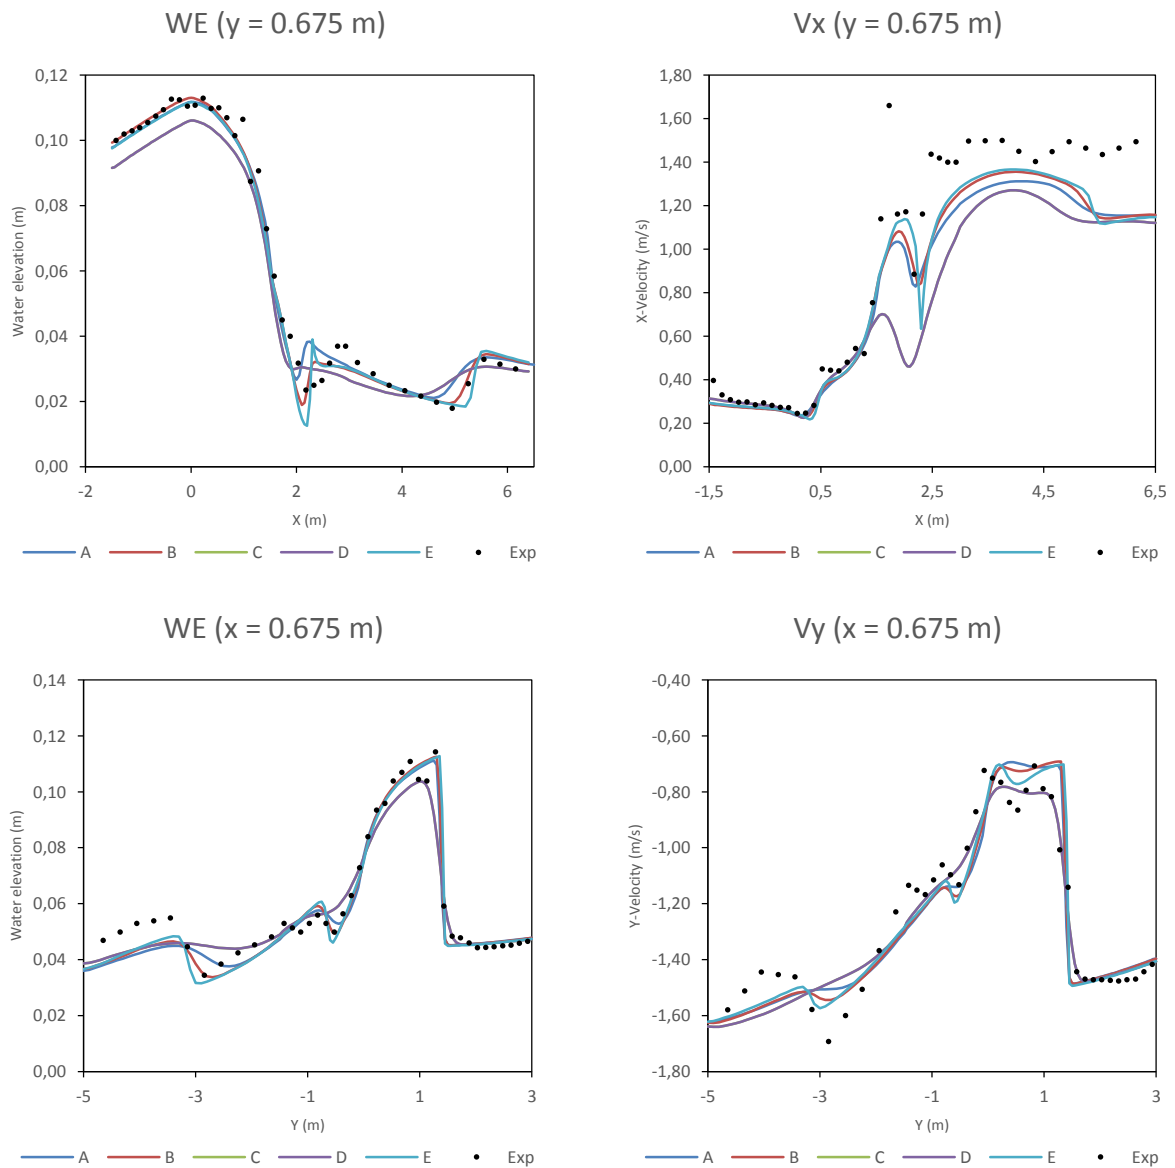 WE (y = 0.675 m)
0,12
0,10
0,08
0,06
0,04
0,02
0,00
Water elevation (m)
-2 0 2 4 6
X (m)
A B C D E Exp
Vx (y = 0.675 m)
1,80
1,60
1,40
1,20
1,00
0,80
0,60
0,40
0,20
0,00
X-Velocity (m/s)
-1,5 0,5 2,5 4,5 6,5
X (m)
A B C D E Exp
WE (x = 0.675 m)
0,14
0,12
0,10
0,08
0,06
0,04
0,02
0,00
Water elevation (m)
-5 -3 -1 1 3
Y (m)
A B C D E Exp
Vy (x = 0.675 m)
-0,40
-0,60
-0,80
-1,00
-1,20
-1,40
-1,60
-1,80
Y-Velocity (m/s)
-5 -3 -1 1 3
Y (m)
A B C D E Exp